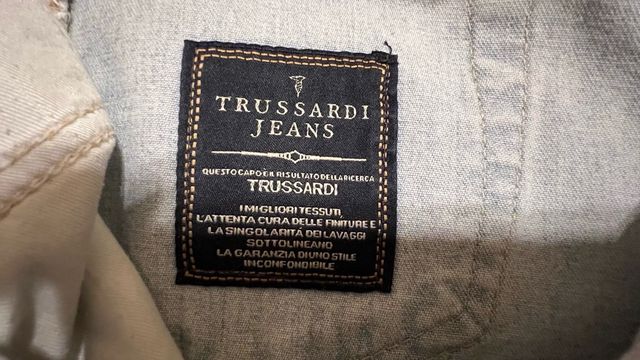 TRUSSARDI
JEANS
QUESTO CAPO È IL RISULTATO DELLA RICERCA
TRUSSARDI
I MIGLIORI TESSUTI,
L'ATTENTA CURA DELLE FINITURE E
LA SINGOLARITÁ DEI LAVAGGI
SOTTOLINEANO
LA GARANZIA DI UNO STILE
INCONFONDIBILE